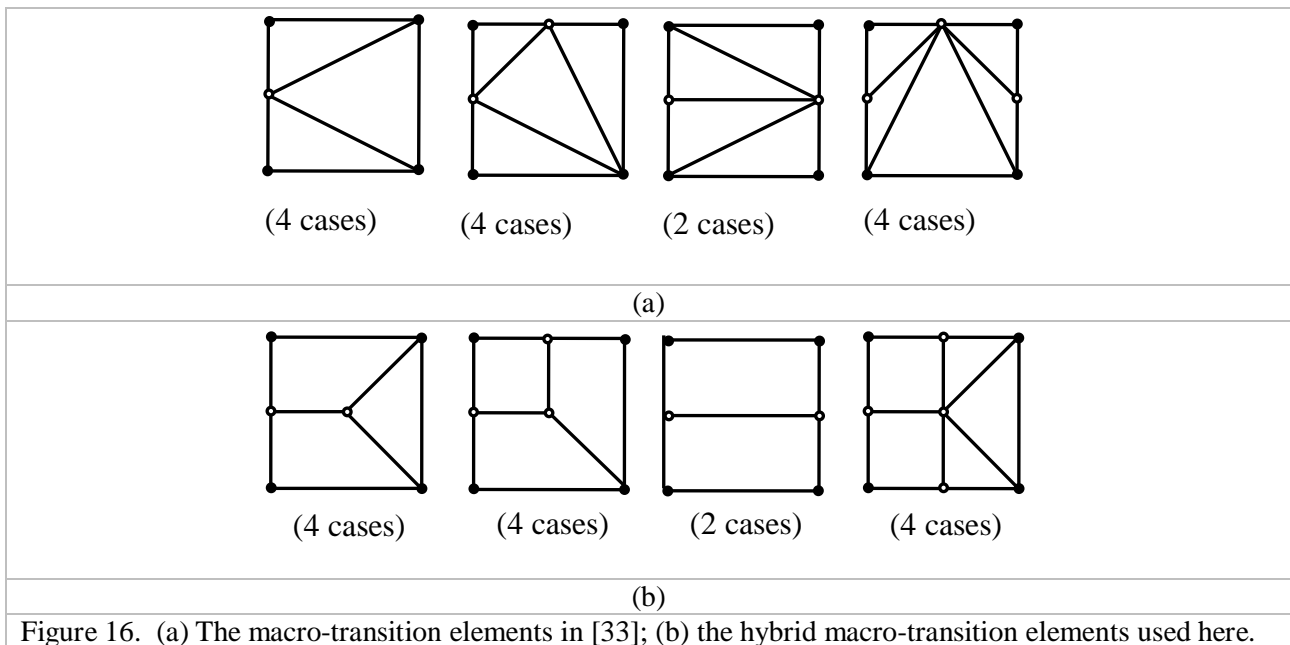 (4 cases) (4 cases) (2 cases) (4 cases)
(a)
(4 cases) (4 cases) (2 cases) (4 cases)
(b)
Figure 16. (a) The macro-transition elements in [33]; (b) the hybrid macro-transition elements used here.